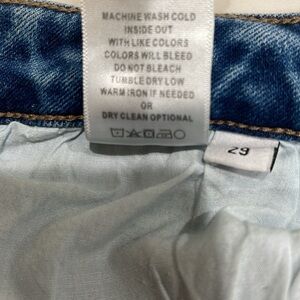 MACHINE WASH COLD
INSIDE OUT
WITH LIKE COLORS
COLORS WILL BLEED
DO NOT BLEACH
TUMBLE DRY LOW
WARM IRON IF NEEDED
OR
DRY CLEAN OPTIONAL
29